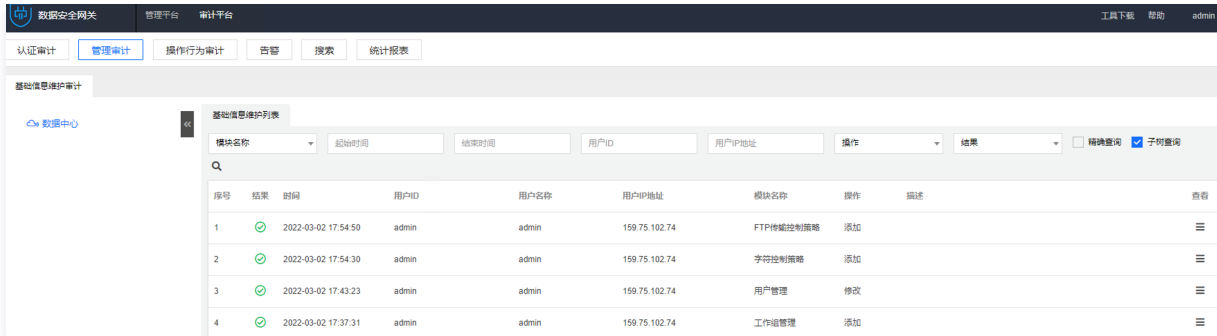 数据安全网关 管理平台 审计平台 工具下载 帮助 admin
认证审计 管理审计 操作行为审计 告警 搜索 统计报表
基础信息维护审计
数据中心 « 基础信息维护列表
模块名称 起始时间 结束时间 用户ID 用户IP地址 操作 结果 精确查询 子树查询
序号 结果 时间 用户ID 用户名称 用户IP地址 模块名称 操作 描述 查看
1 2022-03-02 17:54:50 admin admin 159.75.102.74 FTP传输控制策略 添加
2 2022-03-02 17:54:30 admin admin 159.75.102.74 字符控制策略 添加
3 2022-03-02 17:43:23 admin admin 159.75.102.74 用户管理 修改
4 2022-03-02 17:37:31 admin admin 159.75.102.74 工作组管理 添加